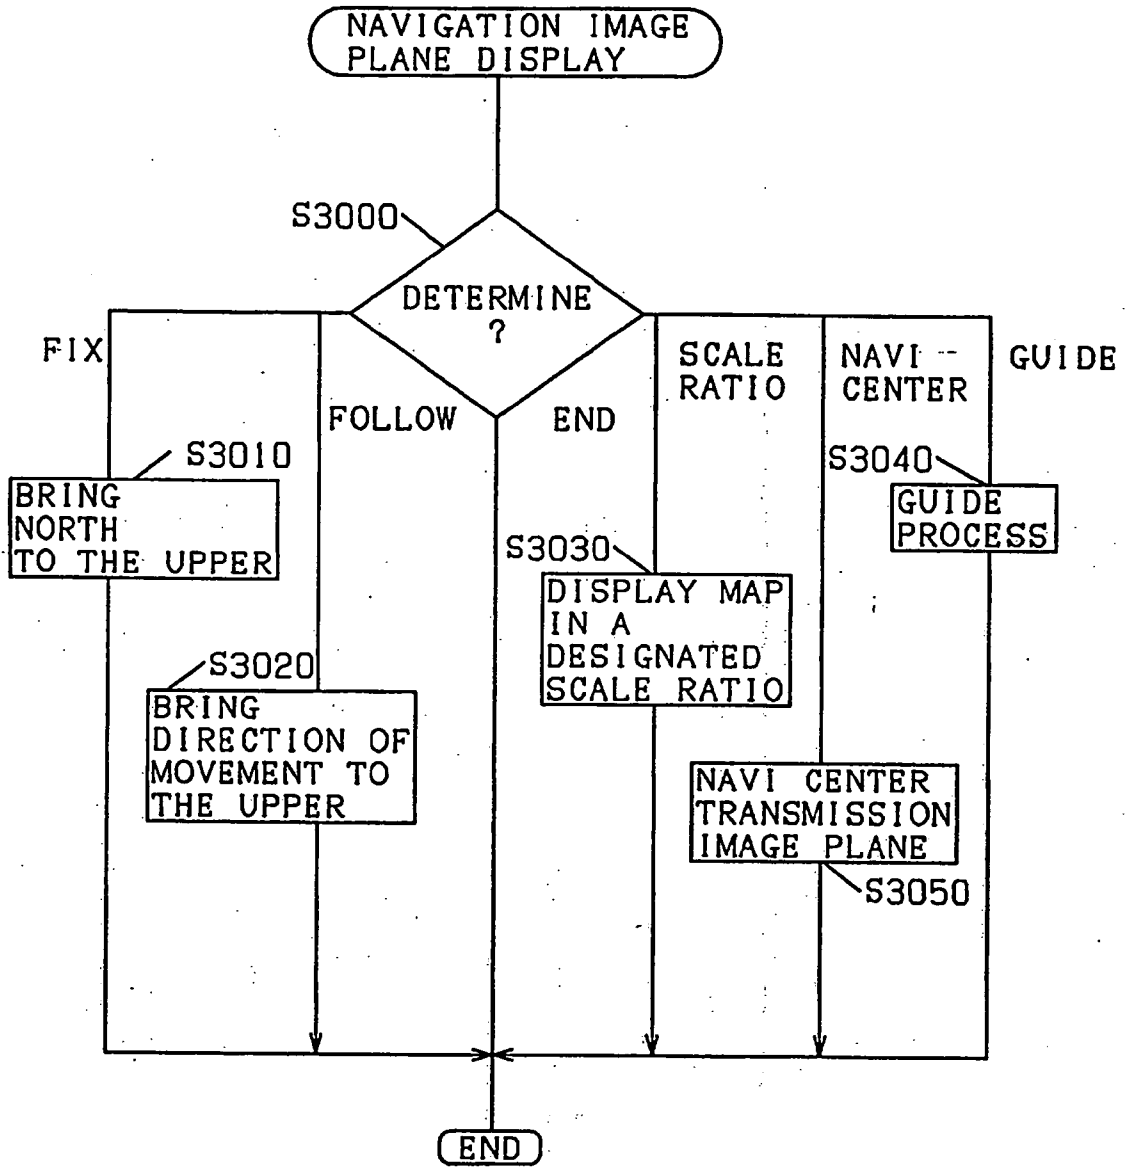 NAVIGATION IMAGE
PLANE DISPLAY
S3000
DETERMINE
?
FIX
FOLLOW
END
SCALE
RATIO
NAVI
CENTER
GUIDE
S3010
BRING
NORTH
TO THE UPPER
S3040
GUIDE
PROCESS
S3030
DISPLAY MAP
IN A
DESIGNATED
SCALE RATIO
S3020
BRING
DIRECTION OF
MOVEMENT TO
THE UPPER
NAVI CENTER
TRANSMISSION
IMAGE PLANE
S3050
END